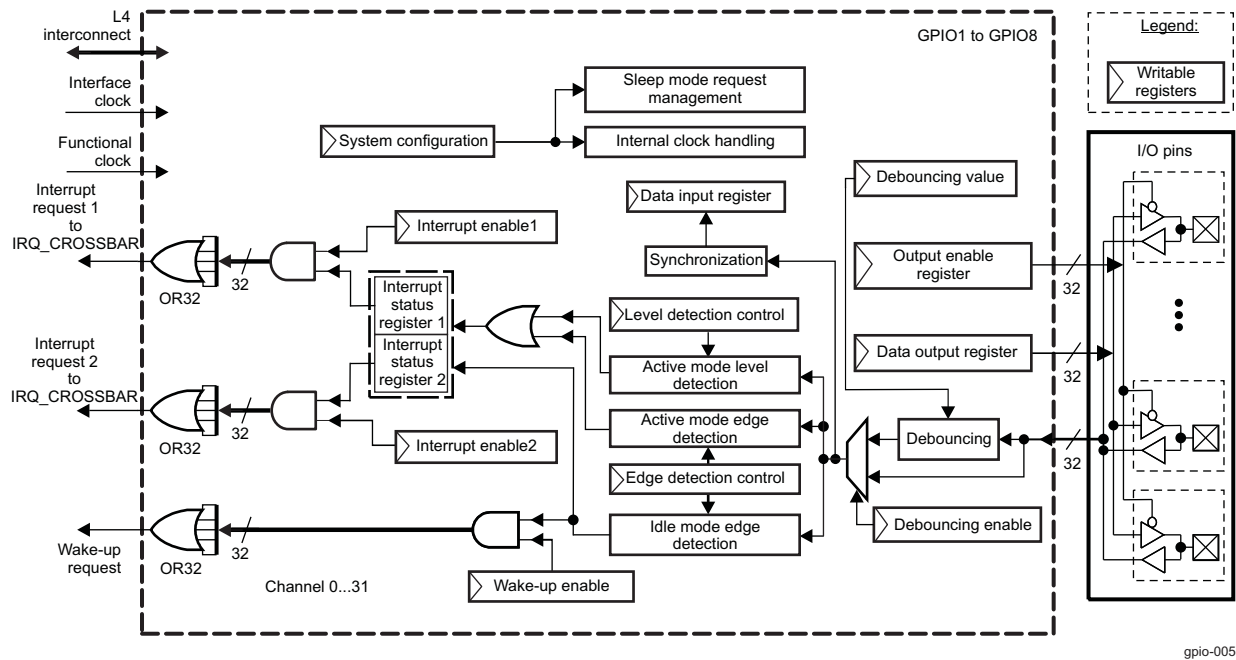 L4
interconnect
GPIO1 to GPIO8
Legend:
Writable
registers
Interface
clock
Sleep mode request
management
System configuration
Internal clock handling
Functional
clock
I/O pins
Interrupt
request 1
to
IRQ_CROSSBAR
Debouncing value
Data input register
Interrupt enable1
Output enable
register
Synchronization
32
OR32
32
Interrupt
status
register 1
Level detection control
Interrupt
request 2
to
IRQ_CROSSBAR
Interrupt
status
register 2
Data output register
32
Active mode level
detection
32
OR32
Interrupt enable2
Active mode edge
detection
Debouncing
32
Edge detection control
Wake-up
request
OR32
32
Idle mode edge
detection
Debouncing enable
Channel 0...31
Wake-up enable
gpio-005